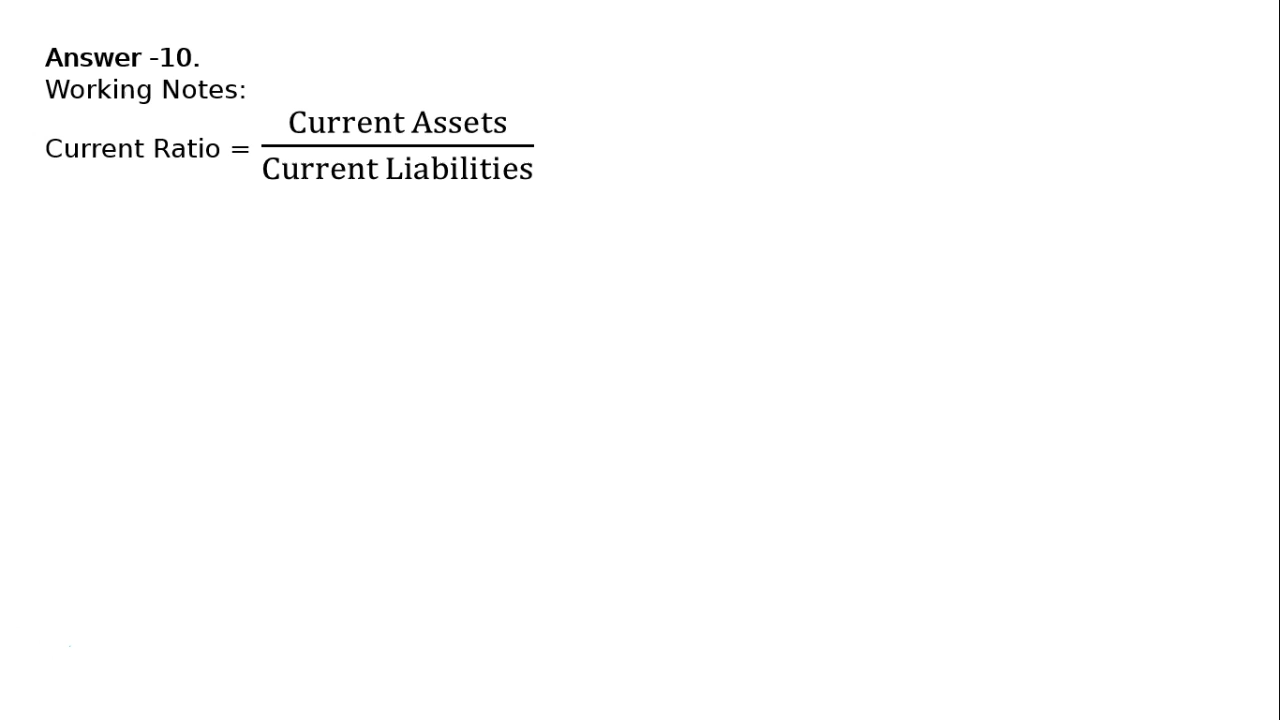 Answer -10.
Working Notes:
Current Ratio = Current Assets
Current Liabilities